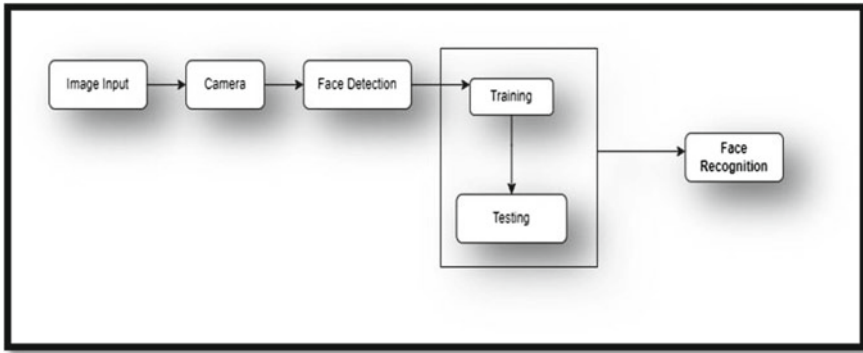 Image Input
Camera
Face Detection
Training
Testing
Face
Recognition